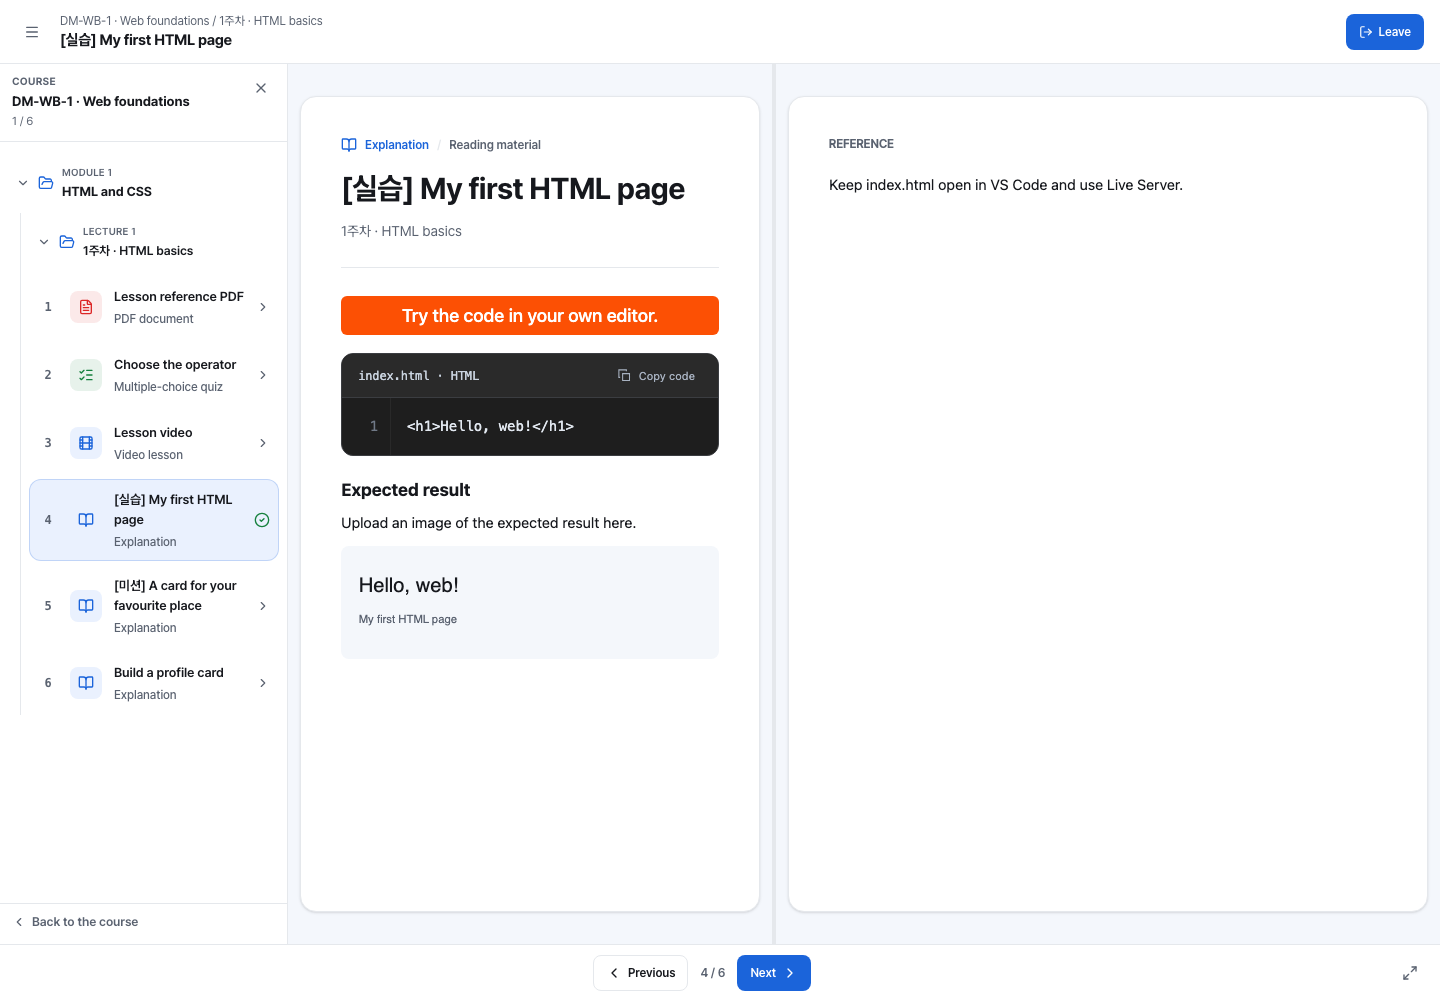 DM-WB-1 · Web foundations / 1주차 · HTML basics
[실습] My first HTML page
Leave
COURSE
DM-WB-1 · Web foundations
1 / 6
MODULE 1
HTML and CSS
LECTURE 1
1주차 · HTML basics
1
Lesson reference PDF
PDF document
2
Choose the operator
Multiple-choice quiz
3
Lesson video
Video lesson
4
[실습] My first HTML
page
Explanation
5
[미션] A card for your
favourite place
Explanation
6
Build a profile card
Explanation
Back to the course
Explanation / Reading material
[실습] My first HTML page
1주차 · HTML basics
Try the code in your own editor.
index.html · HTML
Copy code
1 <h1>Hello, web!</h1>
Expected result
Upload an image of the expected result here.
Hello, web!
My first HTML page
REFERENCE
Keep index.html open in VS Code and use Live Server.
Previous
4 / 6
Next